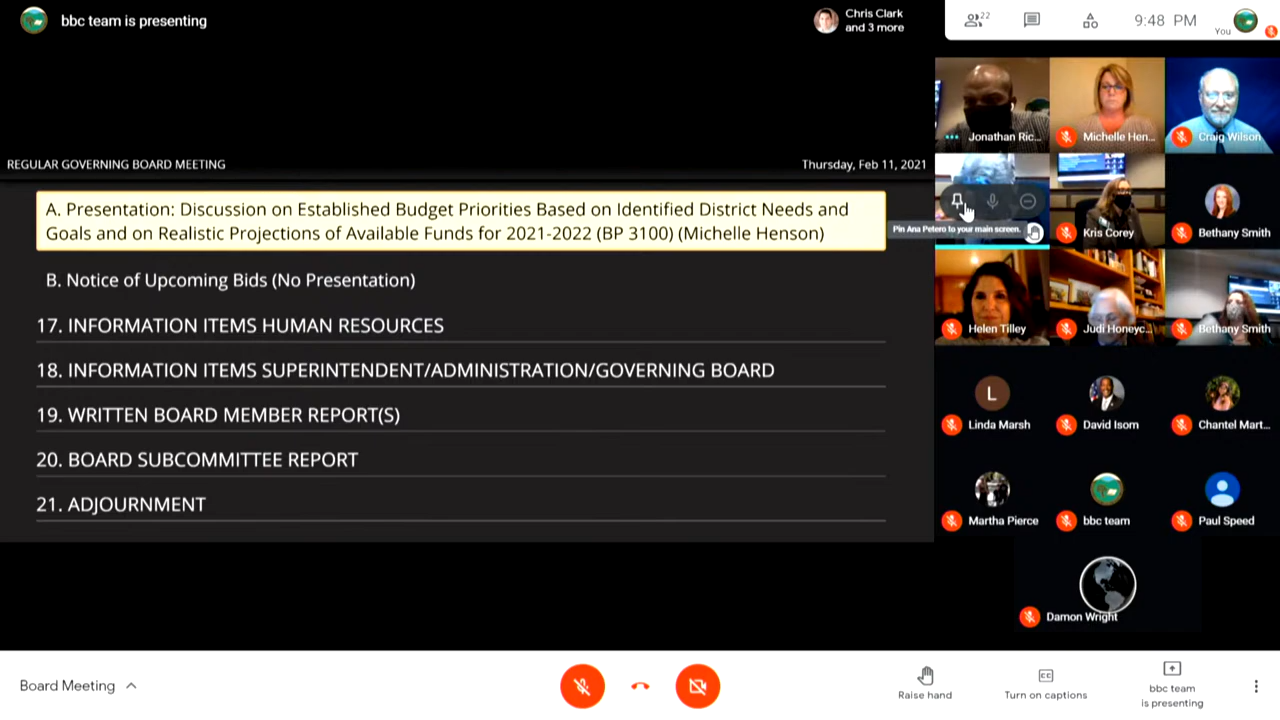 bbc team is presenting
Chris Clark
and 3 more
22
9:48 PM
You
REGULAR GOVERNING BOARD MEETING
Thursday, Feb 11, 2021
A. Presentation: Discussion on Established Budget Priorities Based on Identified District Needs and
Goals and on Realistic Projections of Available Funds for 2021-2022 (BP 3100) (Michelle Henson)
B. Notice of Upcoming Bids (No Presentation)
17. INFORMATION ITEMS HUMAN RESOURCES
18. INFORMATION ITEMS SUPERINTENDENT/ADMINISTRATION/GOVERNING BOARD
19. WRITTEN BOARD MEMBER REPORT(S)
20. BOARD SUBCOMMITTEE REPORT
21. ADJOURNMENT
Jonathan Ric...
Michelle Hen...
Craig Wilson
Pin Ana Petero to your main screen.
Kris Corey
Bethany Smith
Helen Tilley
Judi Honeyc...
Bethany Smith
L
Linda Marsh
David Isom
Chantel Mart...
Martha Pierce
bbc team
Paul Speed
Damon Wright
Board Meeting
Raise hand
CC
Turn on captions
bbc team
is presenting